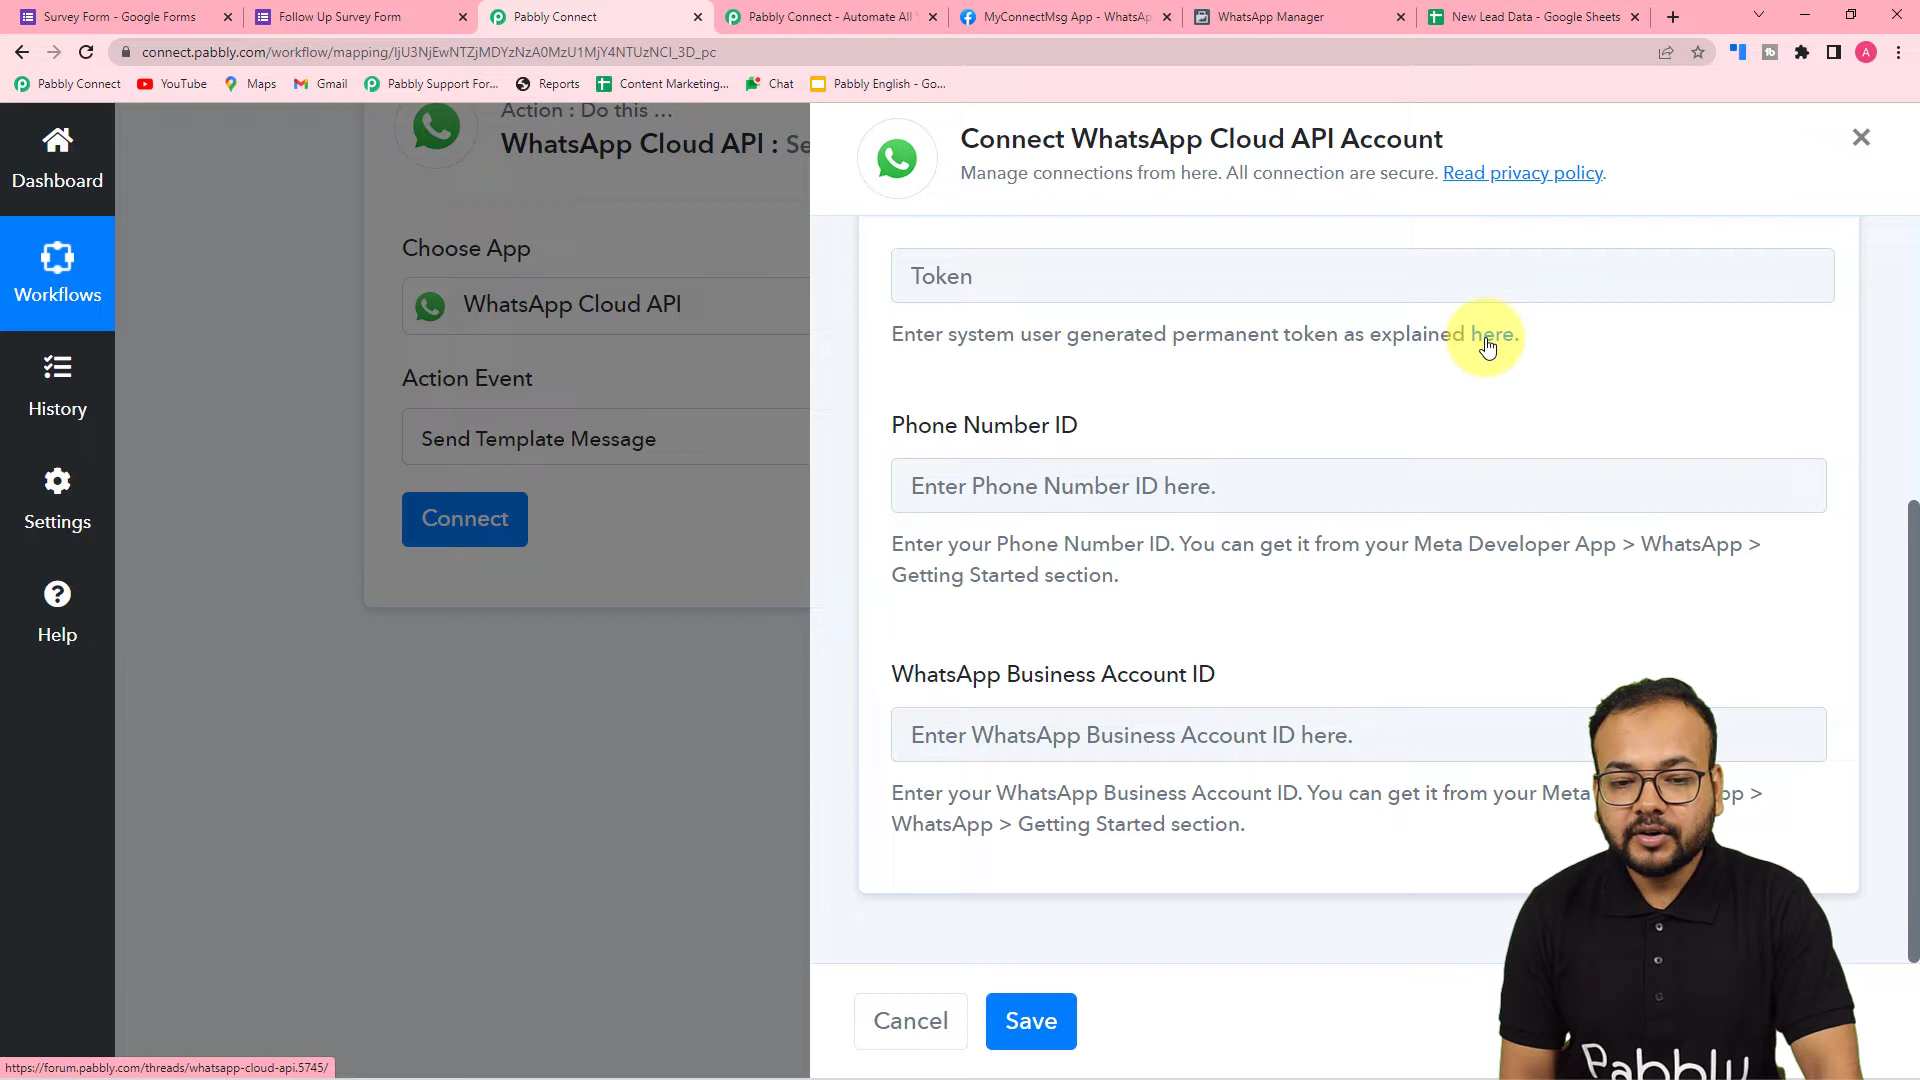 Survey Form - Google Forms
Follow Up Survey Form
Pabbly Connect
Pabbly Connect - Automate All
MyConnectMsg App - WhatsAp
WhatsApp Manager
New Lead Data - Google Sheets
connect.pabbly.com/workflow/mapping/IjU3NjEwNTZjMDYzNzA0MzU1MjY4NTUzNCI_3D_pc
A
Pabbly Connect
YouTube
Maps
Gmail
Pabbly Support For...
Reports
Content Marketing...
Chat
Pabbly English - Go...
Dashboard
Workflows
History
Settings
Help
Action : Do this ...
WhatsApp Cloud API : Se
Choose App
WhatsApp Cloud API
Action Event
Send Template Message
Connect
Connect WhatsApp Cloud API Account
Manage connections from here. All connection are secure. Read privacy policy.
Token
Enter system user generated permanent token as explained here.
Phone Number ID
Enter Phone Number ID here.
Enter your Phone Number ID. You can get it from your Meta Developer App > WhatsApp >
Getting Started section.
WhatsApp Business Account ID
Enter WhatsApp Business Account ID here.
Enter your WhatsApp Business Account ID. You can get it from your Meta pp >
WhatsApp > Getting Started section.
Cancel
Save
https://forum.pabbly.com/threads/whatsapp-cloud-api.5745/
Pabbly